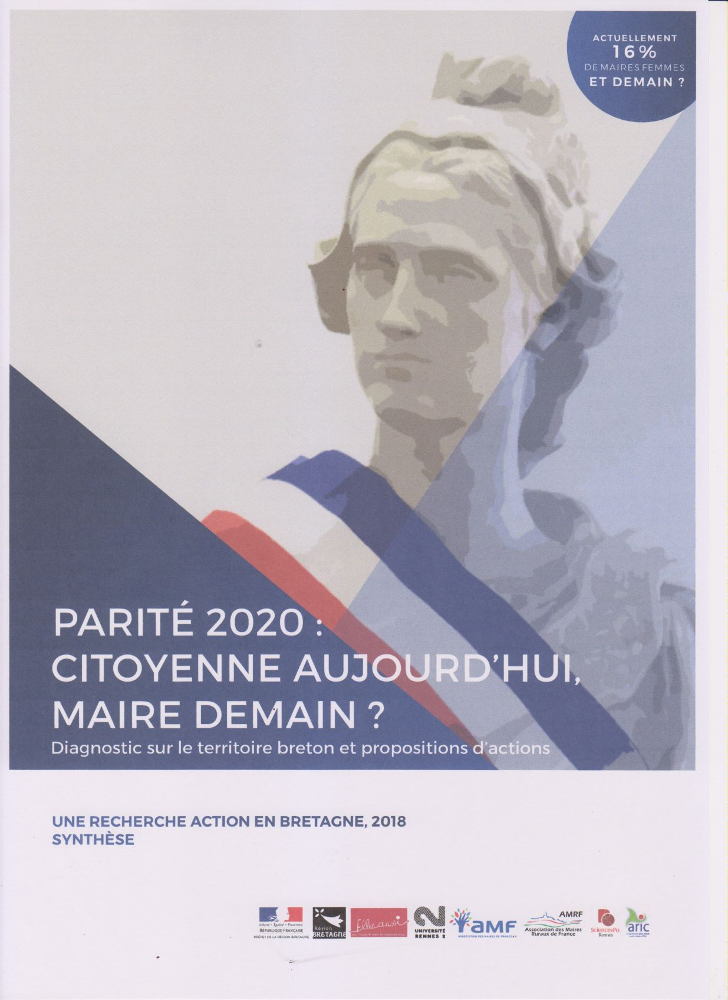 ACTUELLEMENT
16%
DE MAIRES FEMMES
ET DEMAIN ?
PARITÉ 2020 :
CITOYENNE AUJOURD'HUI,
MAIRE DEMAIN ?
Diagnostic sur le territoire breton et propositions d'actions
UNE RECHERCHE ACTION EN BRETAGNE, 2018
SYNTHÈSE
Liberté • Égalité • Fraternité
RÉPUBLIQUE FRANÇAISE
PRÉFET DE LA RÉGION BRETAGNE
Région
BRETAGNE
Elles aussi
UNIVERSITÉ
RENNES 2
AMF
ASSOCIATION DES MAIRES DE FRANCE
AMRF
Association des Maires
Ruraux de France
SciencesPo
Rennes
aric